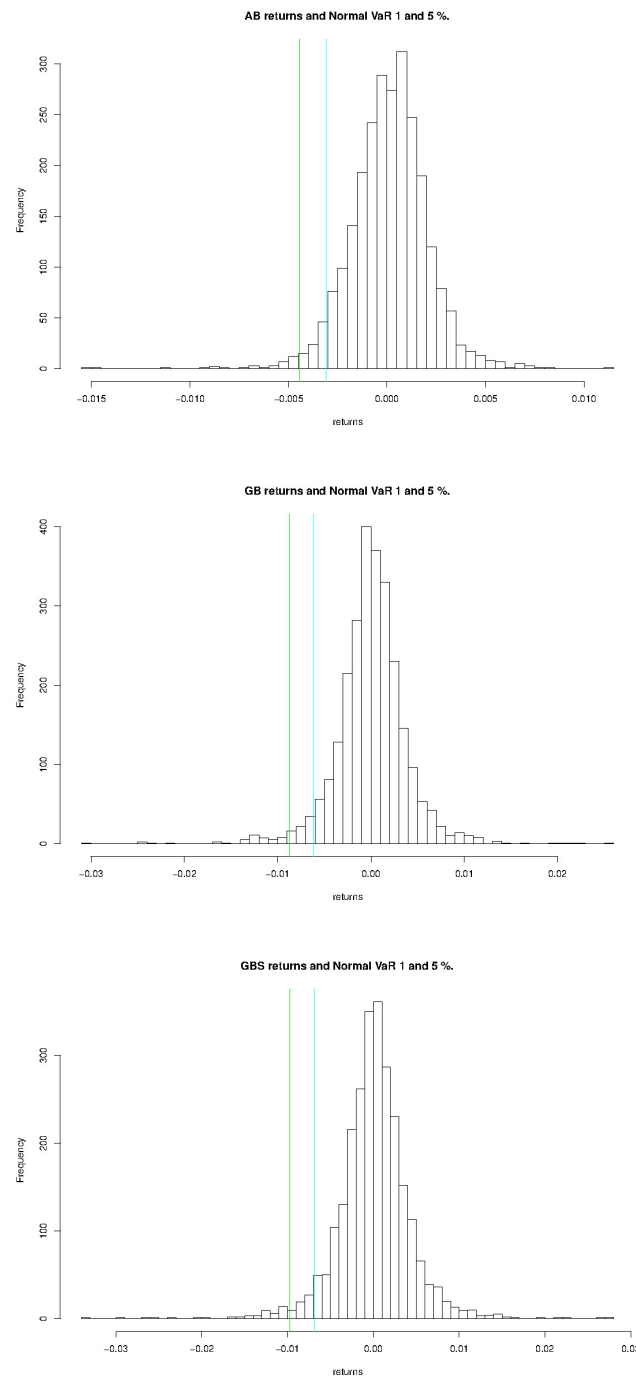 AB returns and Normal VaR 1 and 5 %.
300
250
200
150
100
50
0
Frequency
−0.015 −0.010 −0.005 0.000 0.005 0.010
returns
GB returns and Normal VaR 1 and 5 %.
400
300
200
100
0
Frequency
−0.03 −0.02 −0.01 0.00 0.01 0.02
returns
GBS returns and Normal VaR 1 and 5 %.
300
200
100
0
Frequency
−0.03 −0.02 −0.01 0.00 0.01 0.02
returns